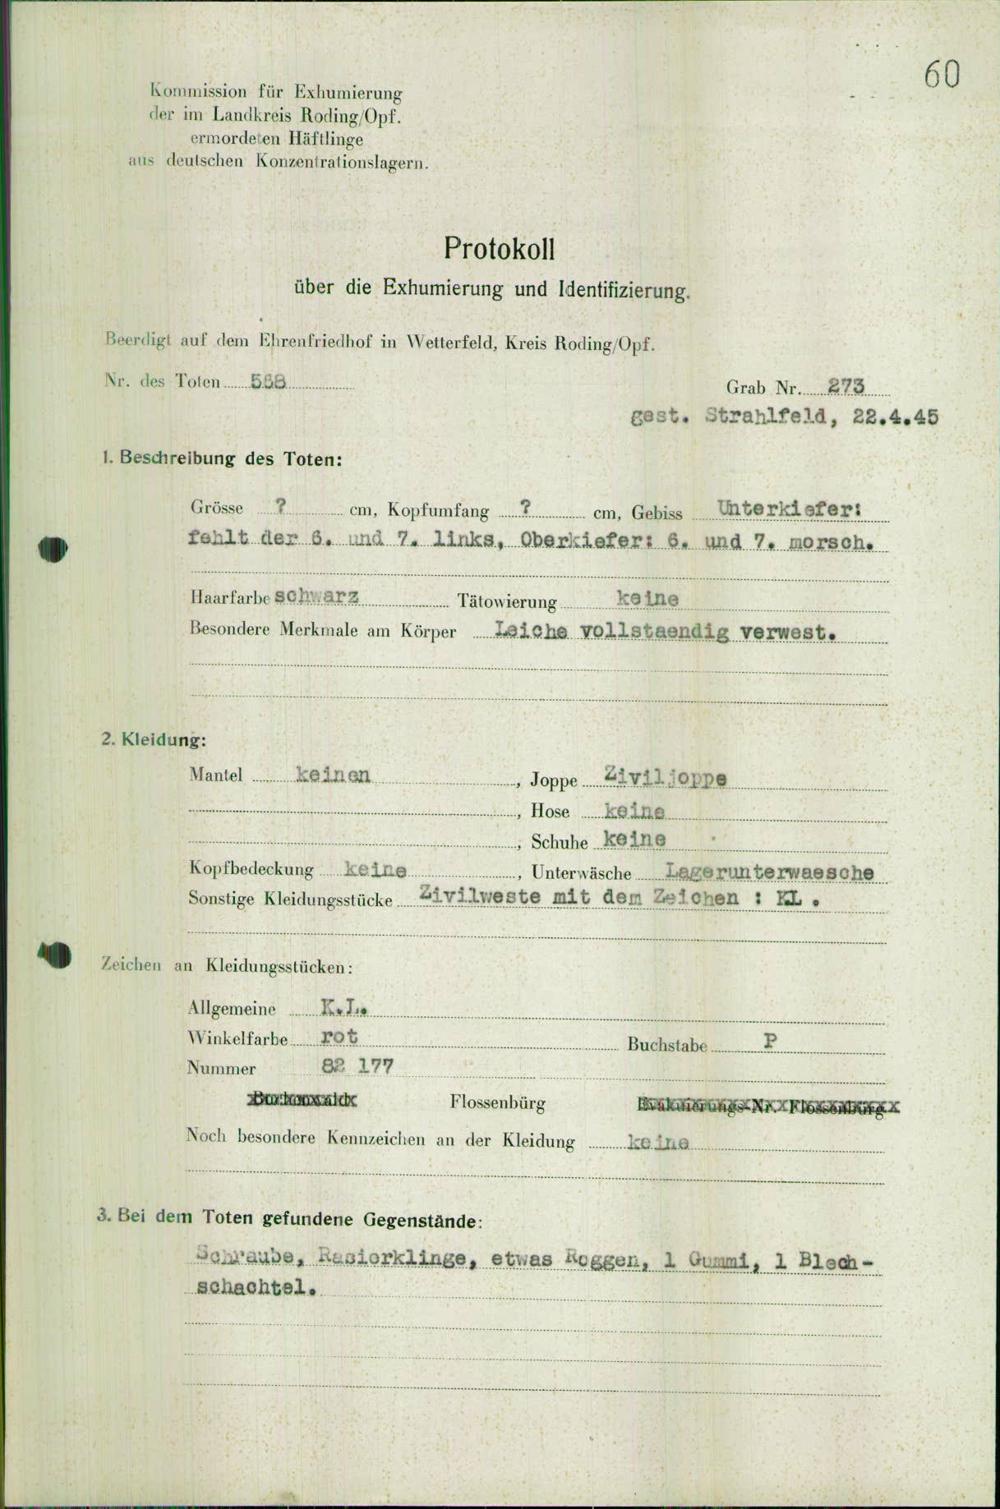 60
Kommission für Exhumierung
der im Landkreis Roding/Opf.
ermordeten Häftlinge
aus deutschen Konzentrationslagern.
Protokoll
über die Exhumierung und Identifizierung.
Beerdigt auf dem Ehrenfriedhof in Wetterfeld, Kreis Roding/Opf.
Nr. des Toten
Grab Nr. 273
gest. Strahlfeld, 22.4.45
1. Beschreibung des Toten:
Grösse ? cm, Kopfumfang ? cm, Gebiss Unterkiefer:
fehlt der 6. und 7. links, Oberkiefer: 6. und 7. morsch.
Haarfarbe schwarz Tätowierung keine
Besondere Merkmale am Körper Leiche vollstaendig verwest.
2. Kleidung:
Mantel keinen, Joppe Ziviljoppe
, Hose keine
, Schuhe keine
Kopfbedeckung keine, Unterwäsche Lagerunterwaesche
Sonstige Kleidungsstücke Zivilweste mit dem Zeichen : KL .
Zeichen an Kleidungsstücken:
Allgemeine K.L.
Winkelfarbe rot Buchstabe P
Nummer 82 177
Buchenwald Flossenbürg Evakuierungs-Nr. Flossenbürg
Noch besondere Kennzeichen an der Kleidung keine
3. Bei dem Toten gefundene Gegenstände:
Schraube, Rasierklinge, etwas Roggen, 1 Gummi, 1 Blech-
schachtel.